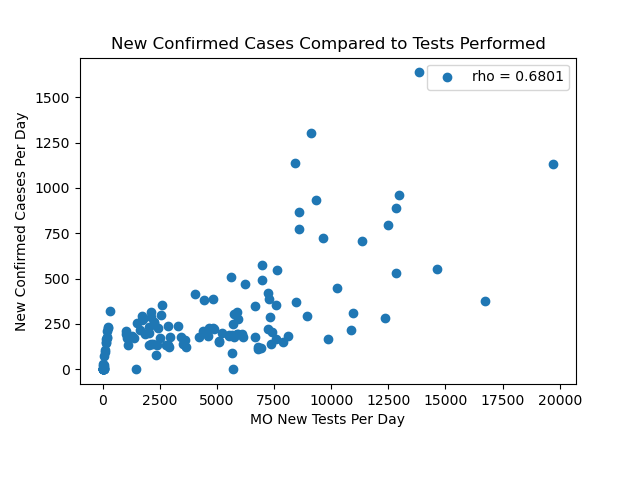 New Confirmed Cases Compared to Tests Performed
rho = 0.6801
New Confirmed Caeses Per Day
1500
1250
1000
750
500
250
0
0 2500 5000 7500 10000 12500 15000 17500 20000
MO New Tests Per Day